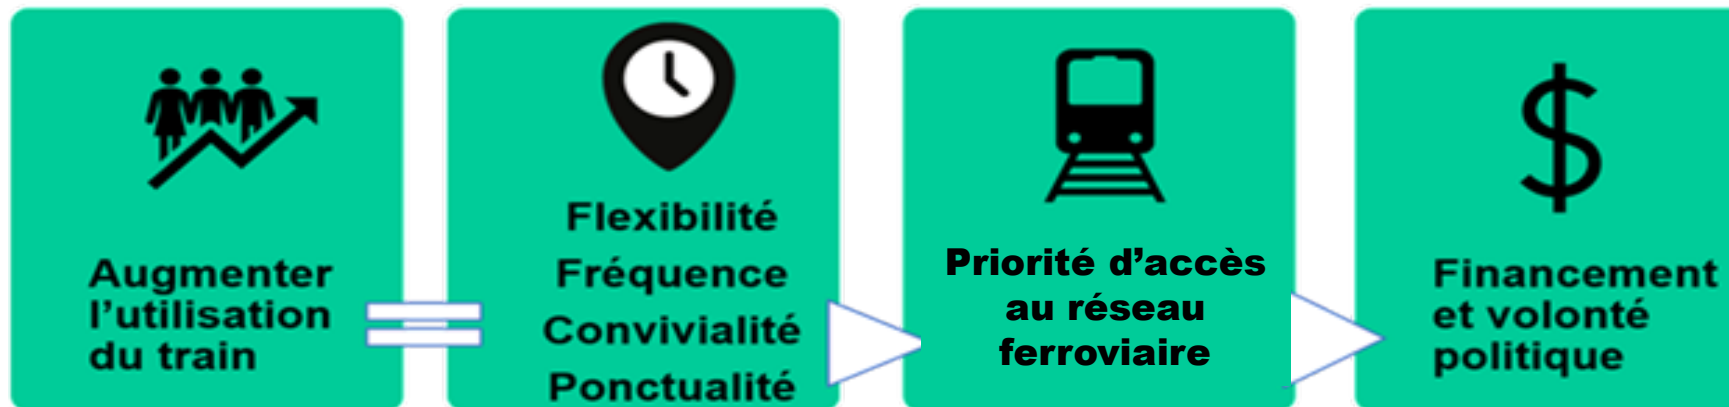 Augmenter
l'utilisation
du train
Flexibilité
Fréquence
Convivialité
Ponctualité
Priorité d'accès
au réseau
ferroviaire
$
Financement
et volonté
politique